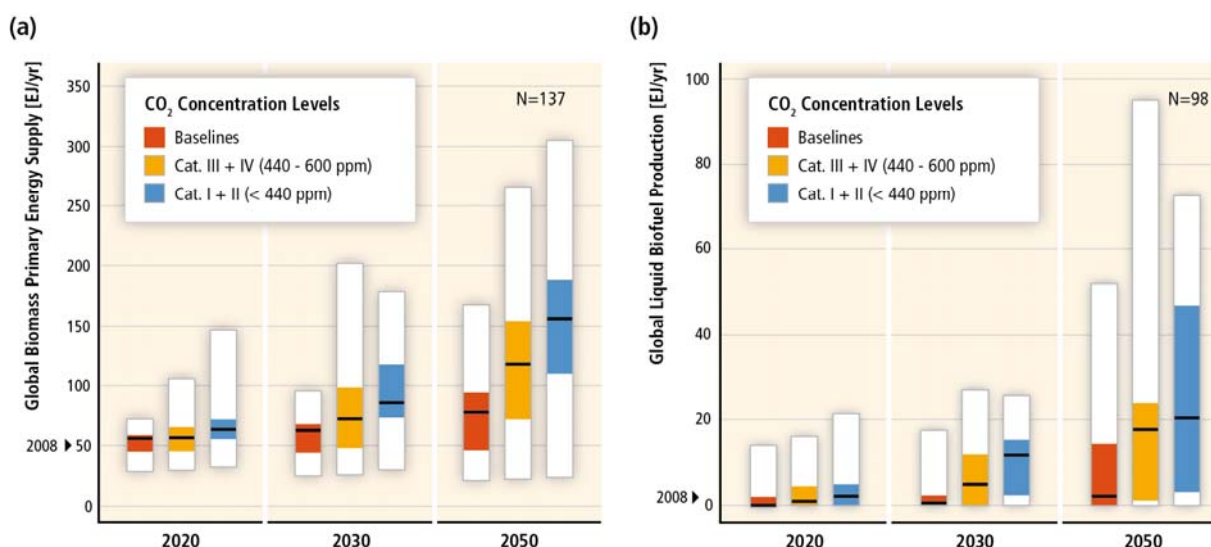 (a)
Global Biomass Primary Energy Supply [EJ/yr]
350
300
250
200
150
100
50
0
2008
CO₂ Concentration Levels
Baselines
Cat. III + IV (440 - 600 ppm)
Cat. I + II (< 440 ppm)
N=137
2020
2030
2050
(b)
Global Liquid Biofuel Production [EJ/yr]
100
80
60
40
20
0
2008
CO₂ Concentration Levels
Baselines
Cat. III + IV (440 - 600 ppm)
Cat. I + II (< 440 ppm)
N=98
2020
2030
2050